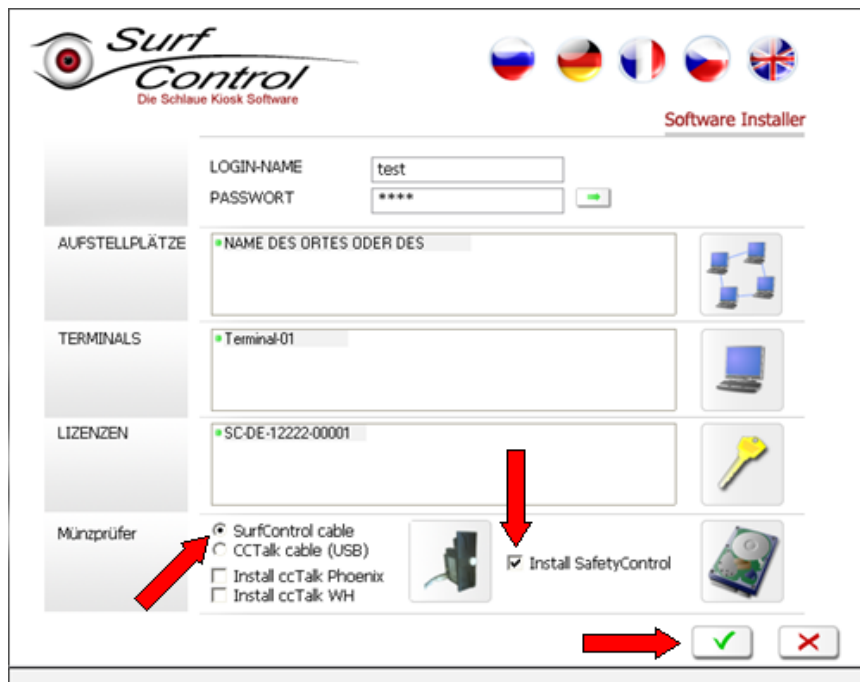 Surf
Control
Die Schlaue Kiosk Software
Software Installer
LOGIN-NAME test
PASSWORT ****
AUFSTELLPLÄTZE NAME DES ORTES ODER DES
TERMINALS Terminal-01
LIZENZEN SC-DE-12222-00001
Münzprüfer SurfControl cable
CCTalk cable (USB)
Install SafetyControl
Install ccTalk Phoenix
Install ccTalk WH